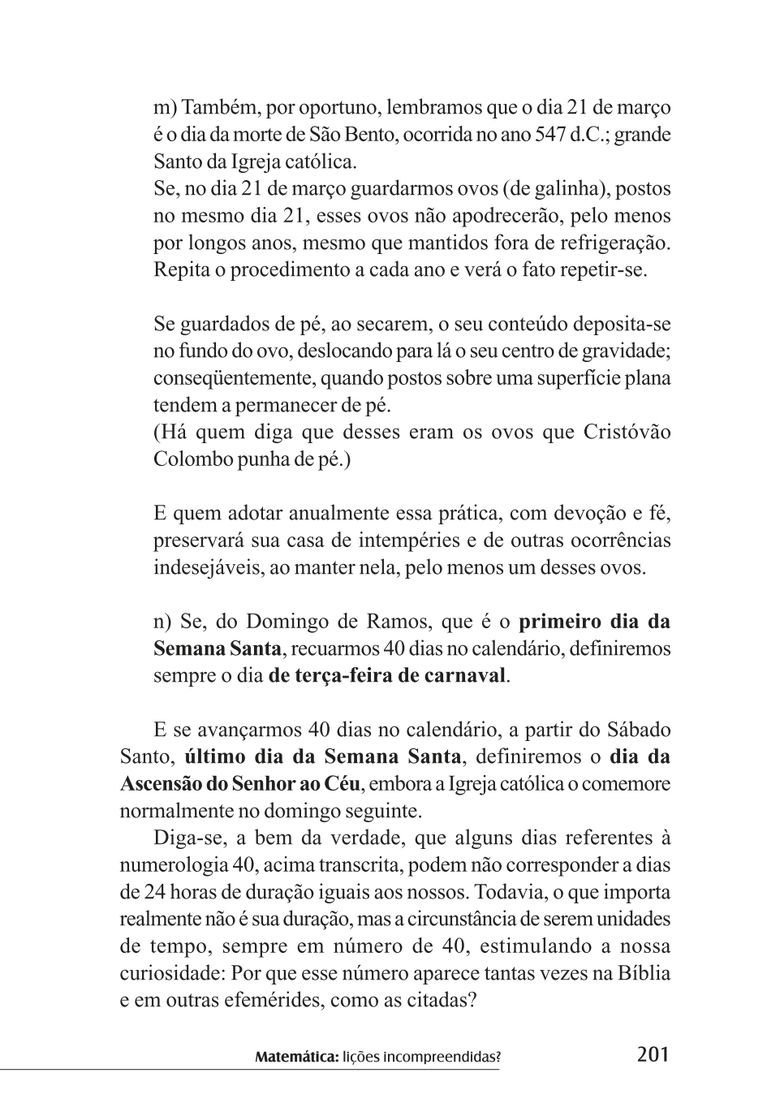 m) Também, por oportuno, lembramos que o dia 21 de março
é o dia da morte de São Bento, ocorrida no ano 547 d.C.; grande
Santo da Igreja católica.
Se, no dia 21 de março guardarmos ovos (de galinha), postos
no mesmo dia 21, esses ovos não apodrecerão, pelo menos
por longos anos, mesmo que mantidos fora de refrigeração.
Repita o procedimento a cada ano e verá o fato repetir-se.
Se guardados de pé, ao secarem, o seu conteúdo deposita-se
no fundo do ovo, deslocando para lá o seu centro de gravidade;
conseqüentemente, quando postos sobre uma superfície plana
tendem a permanecer de pé.
(Há quem diga que desses eram os ovos que Cristóvão
Colombo punha de pé.)
E quem adotar anualmente essa prática, com devoção e fé,
preservará sua casa de intempéries e de outras ocorrências
indesejáveis, ao manter nela, pelo menos um desses ovos.
n) Se, do Domingo de Ramos, que é o primeiro dia da
Semana Santa, recuarmos 40 dias no calendário, definiremos
sempre o dia de terça-feira de carnaval.
E se avançarmos 40 dias no calendário, a partir do Sábado
Santo, último dia da Semana Santa, definiremos o dia da
Ascensão do Senhor ao Céu, embora a Igreja católica o comemore
normalmente no domingo seguinte.
Diga-se, a bem da verdade, que alguns dias referentes à
numerologia 40, acima transcrita, podem não corresponder a dias
de 24 horas de duração iguais aos nossos. Todavia, o que importa
realmente não é sua duração, mas a circunstância de serem unidades
de tempo, sempre em número de 40, estimulando a nossa
curiosidade: Por que esse número aparece tantas vezes na Bíblia
e em outras efemérides, como as citadas?
Matemática: lições incompreendidas? 201